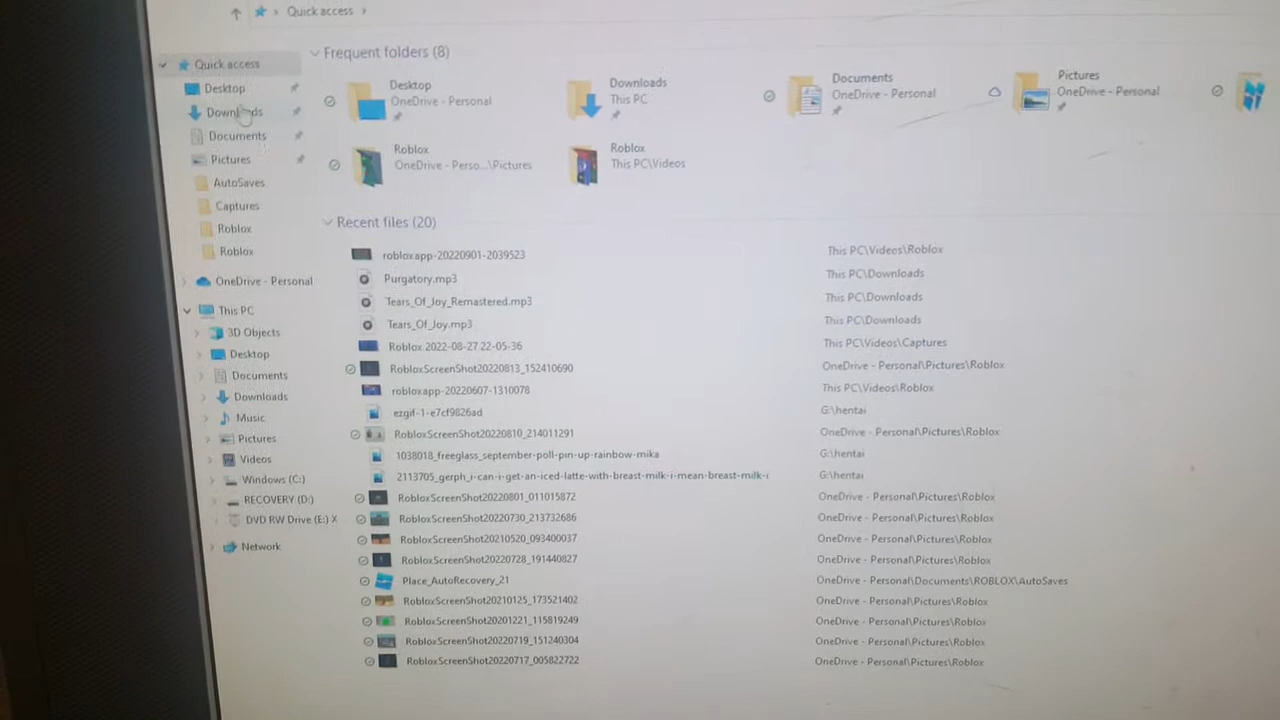 Quick access
Quick access
Desktop
Downloads
Documents
Pictures
AutoSaves
Captures
Roblox
Roblox
OneDrive - Personal
This PC
3D Objects
Desktop
Documents
Downloads
Music
Pictures
Videos
Windows (C:)
RECOVERY (D:)
DVD RW Drive (E:) X
Network
Frequent folders (8)
Desktop
OneDrive - Personal
Downloads
This PC
Documents
OneDrive - Personal
Pictures
OneDrive - Personal
Roblox
OneDrive - Perso...\Pictures
Roblox
This PC\Videos
Recent files (20)
robloxapp-20220901-2039523 This PC\Videos\Roblox
Purgatory.mp3 This PC\Downloads
Tears_Of_Joy_Remastered.mp3 This PC\Downloads
Tears_Of_Joy.mp3 This PC\Downloads
Roblox 2022-08-27 22-05-36 This PC\Videos\Captures
RobloxScreenShot20220813_152410690 OneDrive - Personal\Pictures\Roblox
robloxapp-20220607-1310078 This PC\Videos\Roblox
ezgif-1-e7cf9826ad G:\hentai
RobloxScreenShot20220810_214011291 OneDrive - Personal\Pictures\Roblox
1038018_freeglass_september-poll-pin-up-rainbow-mika G:\hentai
2113705_gerph_i-can-i-get-an-iced-latte-with-breast-milk-i-mean-breast-milk-i G:\hentai
RobloxScreenShot20220801_011015872 OneDrive - Personal\Pictures\Roblox
RobloxScreenShot20220730_213732686 OneDrive - Personal\Pictures\Roblox
RobloxScreenShot20210520_093400037 OneDrive - Personal\Pictures\Roblox
RobloxScreenShot20220728_191440827 OneDrive - Personal\Pictures\Roblox
Place_AutoRecovery_21 OneDrive - Personal\Documents\ROBLOX\AutoSaves
RobloxScreenShot20210125_173521402 OneDrive - Personal\Pictures\Roblox
RobloxScreenShot20201221_115819249 OneDrive - Personal\Pictures\Roblox
RobloxScreenShot20220719_151240304 OneDrive - Personal\Pictures\Roblox
RobloxScreenShot20220717_005822722 OneDrive - Personal\Pictures\Roblox